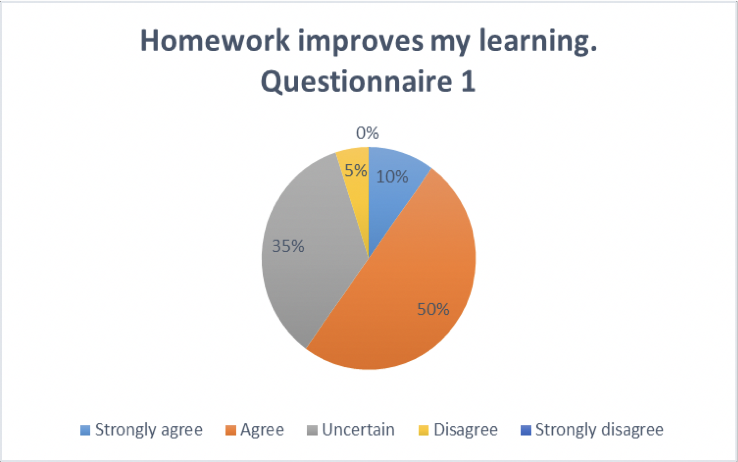 Homework improves my learning.
Questionnaire 1
0%
5%
10%
35%
50%
Strongly agree Agree Uncertain Disagree Strongly disagree